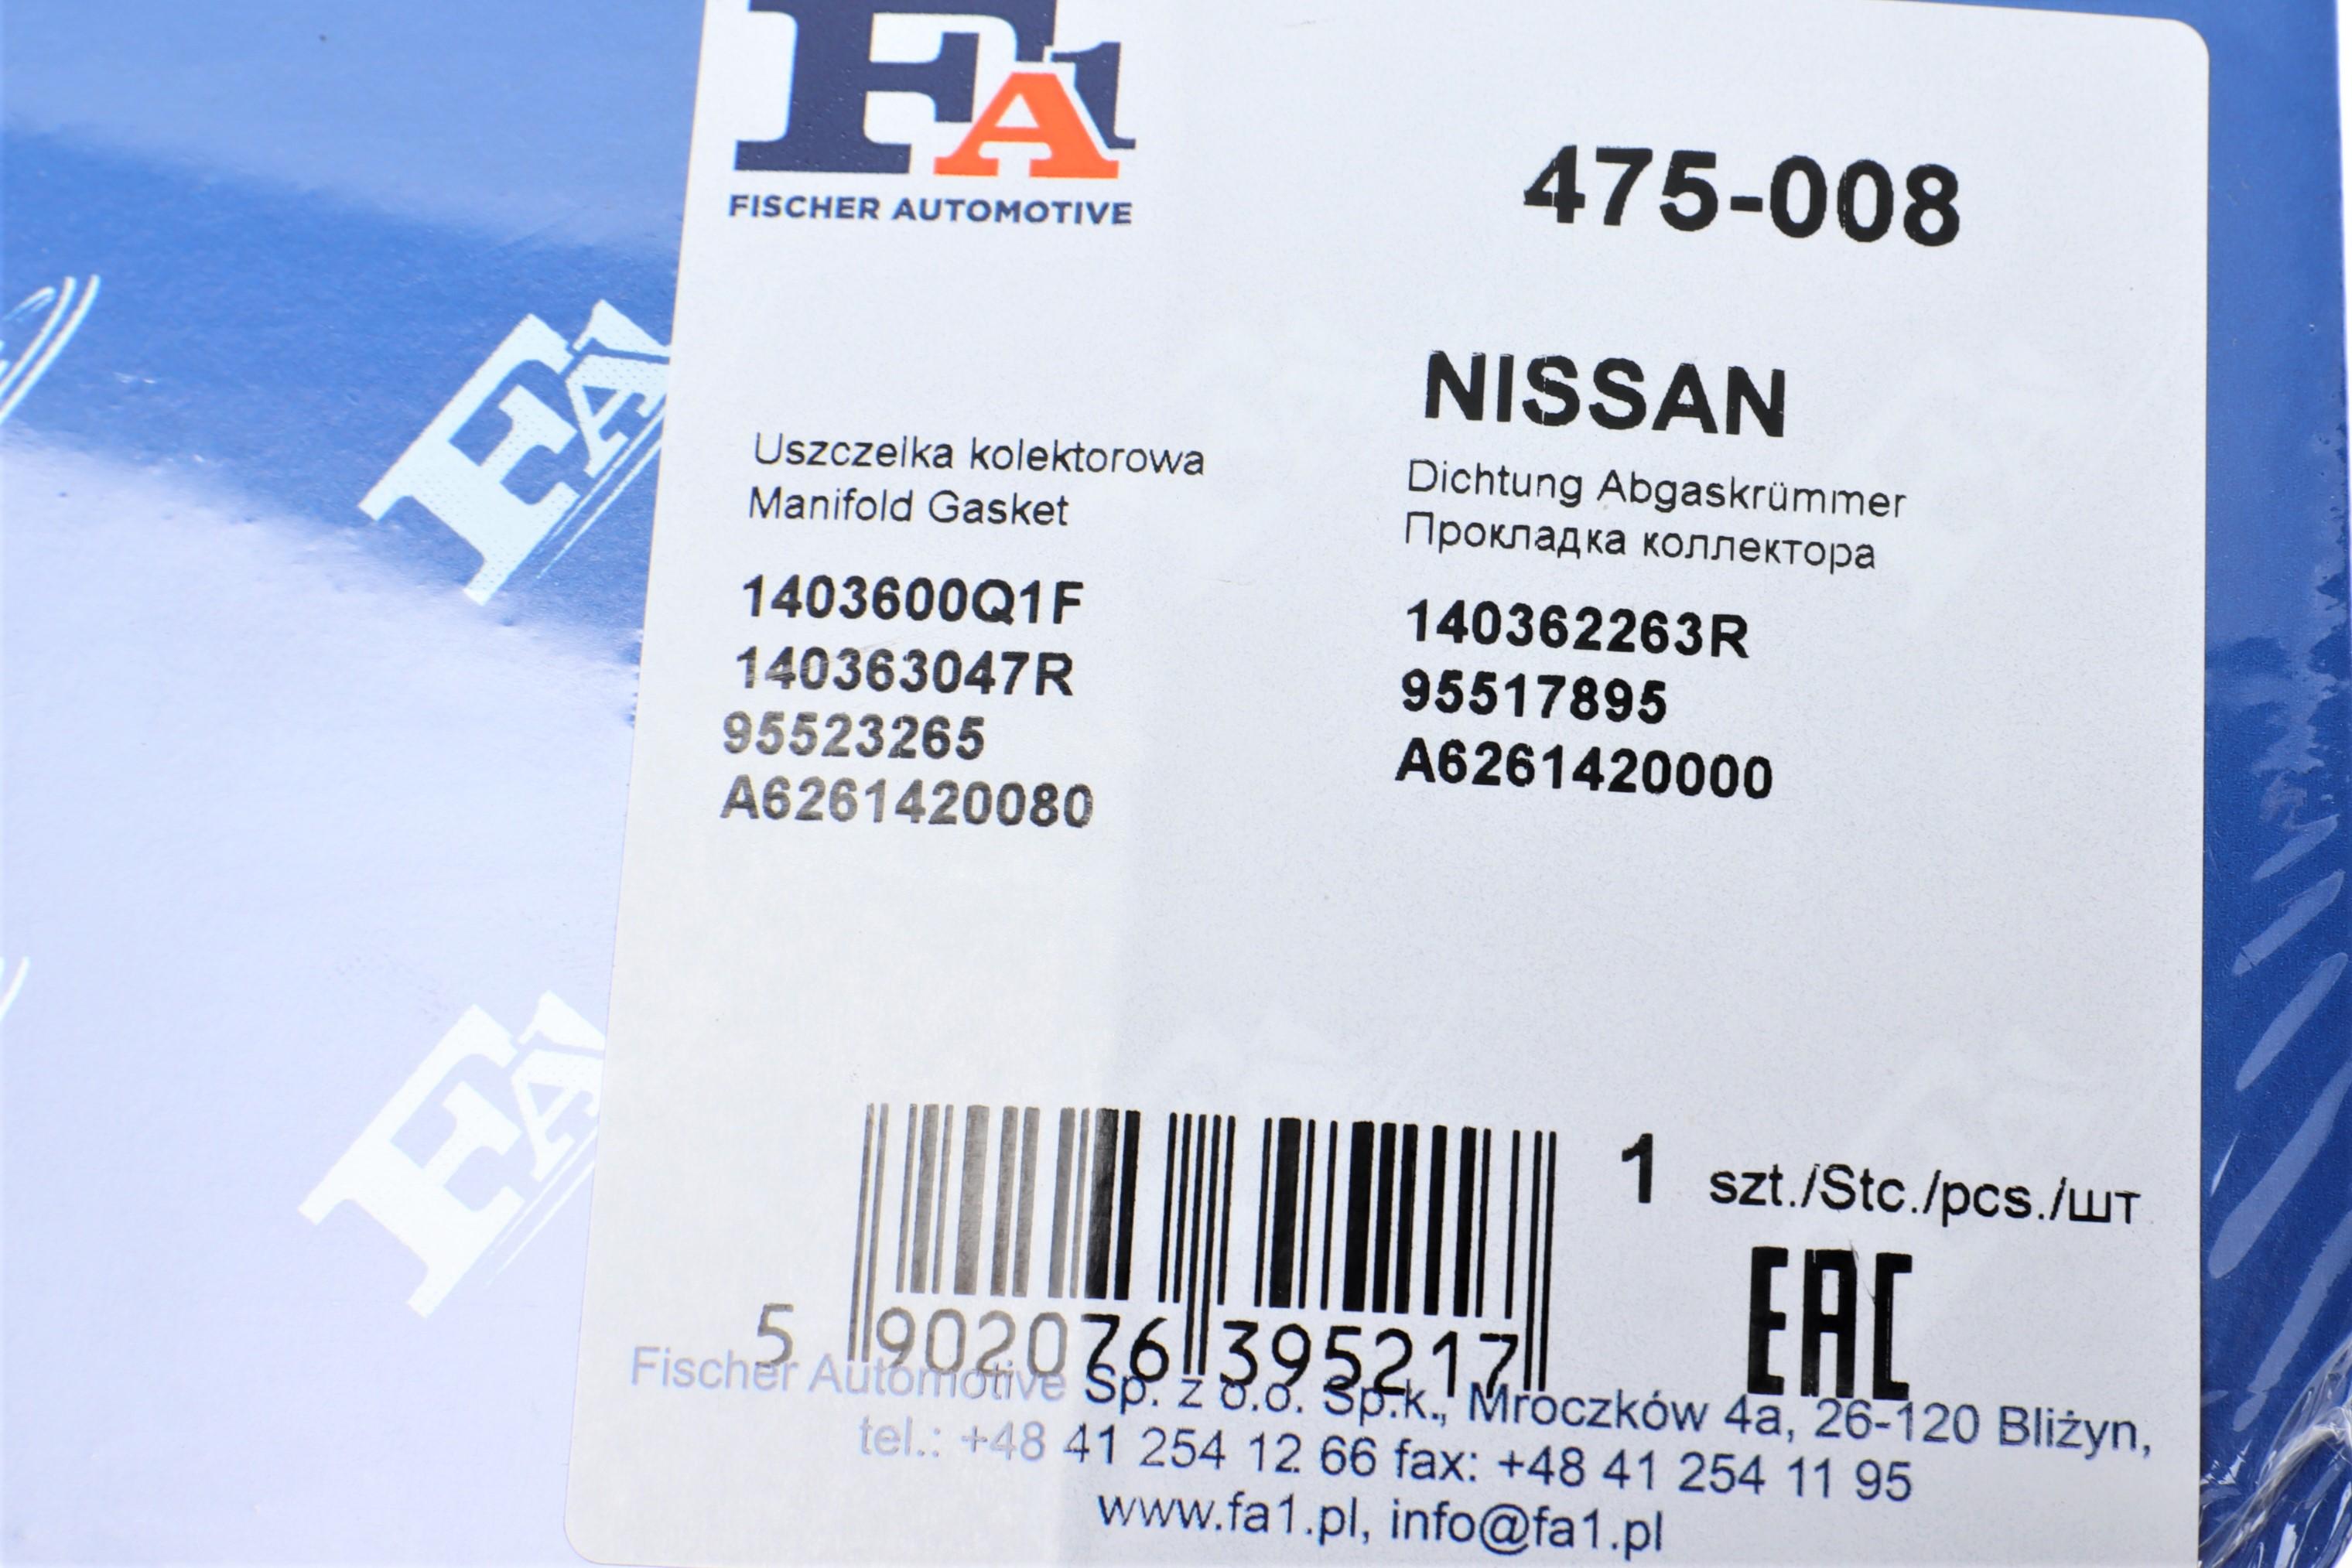 FA1
FISCHER AUTOMOTIVE
475-008
NISSAN
Uszczelka kolektorowa
Manifold Gasket
Dichtung Abgaskrümmer
Прокладка коллектора
1403600Q1F
140362263R
140363047R
95517895
95523265
A6261420000
A6261420080
1 szt./Stc./pcs./шт
EAC
5 902076 395217
Fischer Automotive Sp. z o.o. Sp.k., Mroczków 4a, 26-120 Bliżyn,
tel.: +48 41 254 12 66 fax: +48 41 254 11 95
www.fa1.pl, info@fa1.pl
FA1
FA1